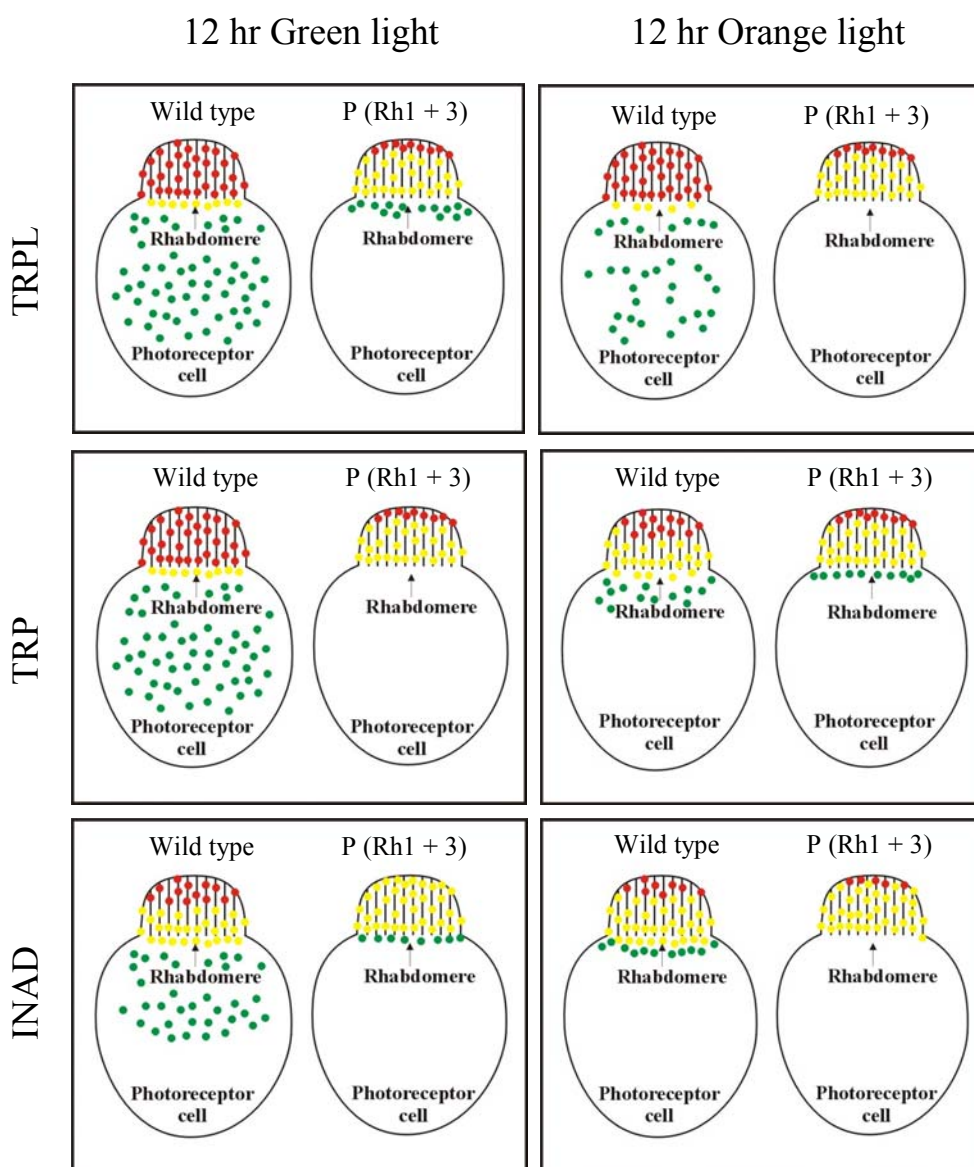 12 hr Green light
12 hr Orange light
TRPL
Wild type
P (Rh1 + 3)
Rhabdomere
Rhabdomere
Photoreceptor
cell
Photoreceptor
cell
Wild type
P (Rh1 + 3)
Rhabdomere
Rhabdomere
Photoreceptor
cell
Photoreceptor
cell
TRP
Wild type
P (Rh1 + 3)
Rhabdomere
Rhabdomere
Photoreceptor
cell
Photoreceptor
cell
Wild type
P (Rh1 + 3)
Rhabdomere
Rhabdomere
Photoreceptor
cell
Photoreceptor
cell
INAD
Wild type
P (Rh1 + 3)
Rhabdomere
Rhabdomere
Photoreceptor
cell
Photoreceptor
cell
Wild type
P (Rh1 + 3)
Rhabdomere
Rhabdomere
Photoreceptor
cell
Photoreceptor
cell